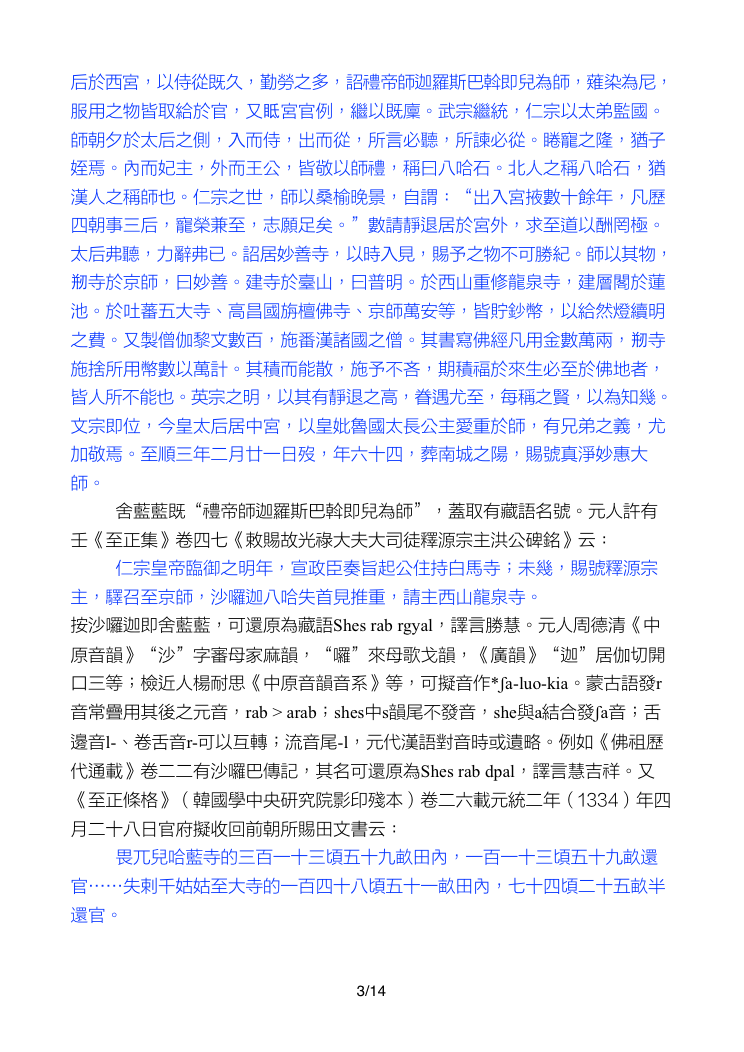 后於西宮，以侍從既久，勤勞之多，詔禮帝師迦羅斯巴斡即兒為師，薙染為尼，
服用之物皆取給於官，又眡宮官例，繼以既廩。武宗繼統，仁宗以太弟監國。
師朝夕於太后之側，入而侍，出而從，所言必聽，所諫必從。睠寵之隆，猶子
姪焉。內而妃主，外而王公，皆敬以師禮，稱曰八哈石。北人之稱八哈石，猶
漢人之稱師也。仁宗之世，師以桑榆晚景，自謂：“出入宮掖數十餘年，凡歷
四朝事三后，寵榮兼至，志願足矣。”數請靜退居於宮外，求至道以酬罔極。
太后弗聽，力辭弗已。詔居妙善寺，以時入見，賜予之物不可勝紀。師以其物，
剏寺於京師，曰妙善。建寺於臺山，曰普明。於西山重修龍泉寺，建層閣於蓮
池。於吐蕃五大寺、高昌國旃檀佛寺、京師萬安等，皆貯鈔幣，以給然燈續明
之費。又製僧伽黎文數百，施番漢諸國之僧。其書寫佛經凡用金數萬兩，剏寺
施捨所用幣數以萬計。其積而能散，施予不吝，期積福於來生必至於佛地者，
皆人所不能也。英宗之明，以其有靜退之高，眷遇尤至，每稱之賢，以為知幾。
文宗即位，今皇太后居中宮，以皇妣魯國太長公主愛重於師，有兄弟之義，尤
加敬焉。至順三年二月廿一日歿，年六十四，葬南城之陽，賜號真淨妙惠大
師。
舍藍藍既“禮帝師迦羅斯巴斡即兒為師”，蓋取有藏語名號。元人許有
壬《至正集》卷四七《敕賜故光祿大夫大司徒釋源宗主洪公碑銘》云：
仁宗皇帝臨御之明年，宣政臣奏旨起公住持白馬寺；未幾，賜號釋源宗
主，驛召至京師，沙囉迦八哈失首見推重，請主西山龍泉寺。
按沙囉迦即舍藍藍，可還原為藏語Shes rab rgyal，譯言勝慧。元人周德清《中
原音韻》“沙”字審母家麻韻，“囉”來母歌戈韻，《廣韻》“迦”居伽切開
口三等；檢近人楊耐思《中原音韻音系》等，可擬音作*ʃa-luo-kia。蒙古語發r
音常疊用其後之元音，rab > arab；shes中s韻尾不發音，she與a結合發ʃa音；舌
邊音l-、卷舌音r-可以互轉；流音尾-l，元代漢語對音時或遺略。例如《佛祖歷
代通載》卷二二有沙囉巴傳記，其名可還原為Shes rab dpal，譯言慧吉祥。又
《至正條格》（韓國學中央研究院影印殘本）卷二六載元統二年（1334）年四
月二十八日官府擬收回前朝所賜田文書云：
畏兀兒哈藍寺的三百一十三頃五十九畝田內，一百一十三頃五十九畝還
官……失剌千姑姑至大寺的一百四十八頃五十一畝田內，七十四頃二十五畝半
還官。
3/14